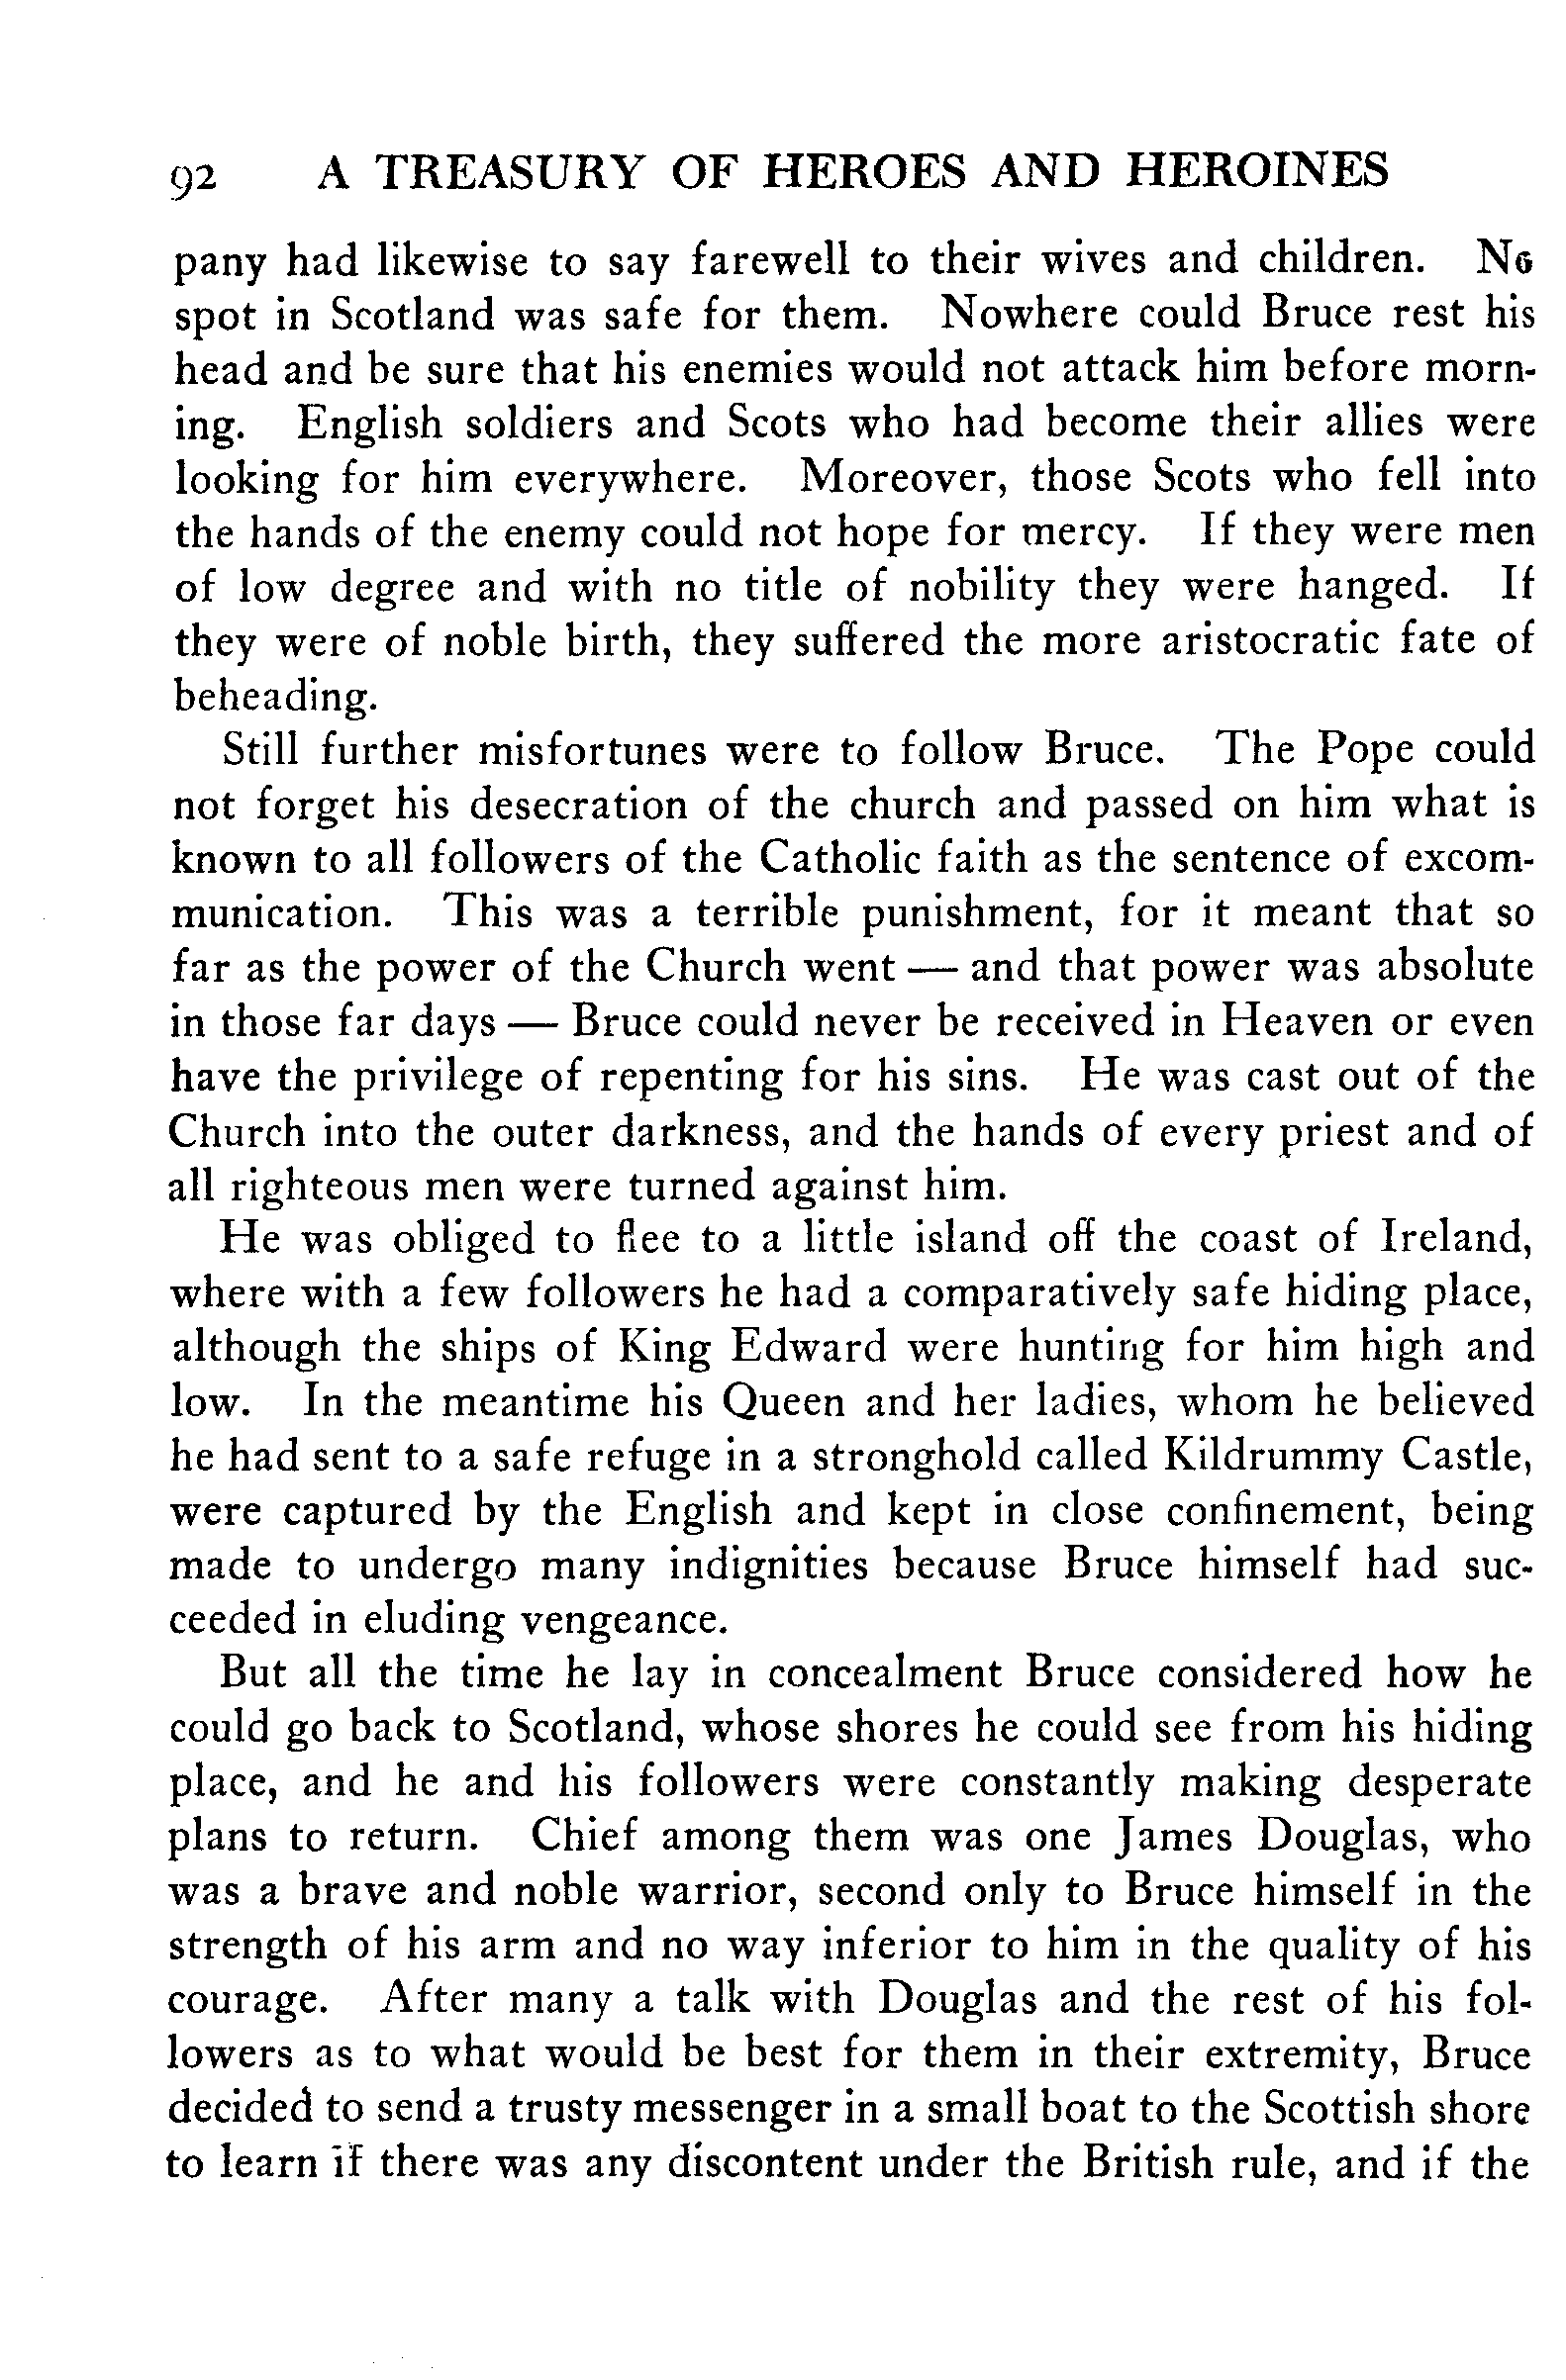 92 A TREASURY OF HEROES AND HEROINES
pany had likewise to say farewell to their wives and children. No
spot in Scotland was safe for them. Nowhere could Bruce rest his
head and be sure that his enemies would not attack him before morn-
ing. English soldiers and Scots who had become their allies were
looking for him everywhere. Moreover, those Scots who fell into
the hands of the enemy could not hope for mercy. If they were men
of low degree and with no title of nobility they were hanged. If
they were of noble birth, they suffered the more aristocratic fate of
beheading.
Still further misfortunes were to follow Bruce. The Pope could
not forget his desecration of the church and passed on him what is
known to all followers of the Catholic faith as the sentence of excom-
munication. This was a terrible punishment, for it meant that so
far as the power of the Church went — and that power was absolute
in those far days — Bruce could never be received in Heaven or even
have the privilege of repenting for his sins. He was cast out of the
Church into the outer darkness, and the hands of every priest and of
all righteous men were turned against him.
He was obliged to flee to a little island off the coast of Ireland,
where with a few followers he had a comparatively safe hiding place,
although the ships of King Edward were hunting for him high and
low. In the meantime his Queen and her ladies, whom he believed
he had sent to a safe refuge in a stronghold called Kildrummy Castle,
were captured by the English and kept in close confinement, being
made to undergo many indignities because Bruce himself had suc-
ceeded in eluding vengeance.
But all the time he lay in concealment Bruce considered how he
could go back to Scotland, whose shores he could see from his hiding
place, and he and his followers were constantly making desperate
plans to return. Chief among them was one James Douglas, who
was a brave and noble warrior, second only to Bruce himself in the
strength of his arm and no way inferior to him in the quality of his
courage. After many a talk with Douglas and the rest of his fol-
lowers as to what would be best for them in their extremity, Bruce
decided to send a trusty messenger in a small boat to the Scottish shore
to learn if there was any discontent under the British rule, and if the